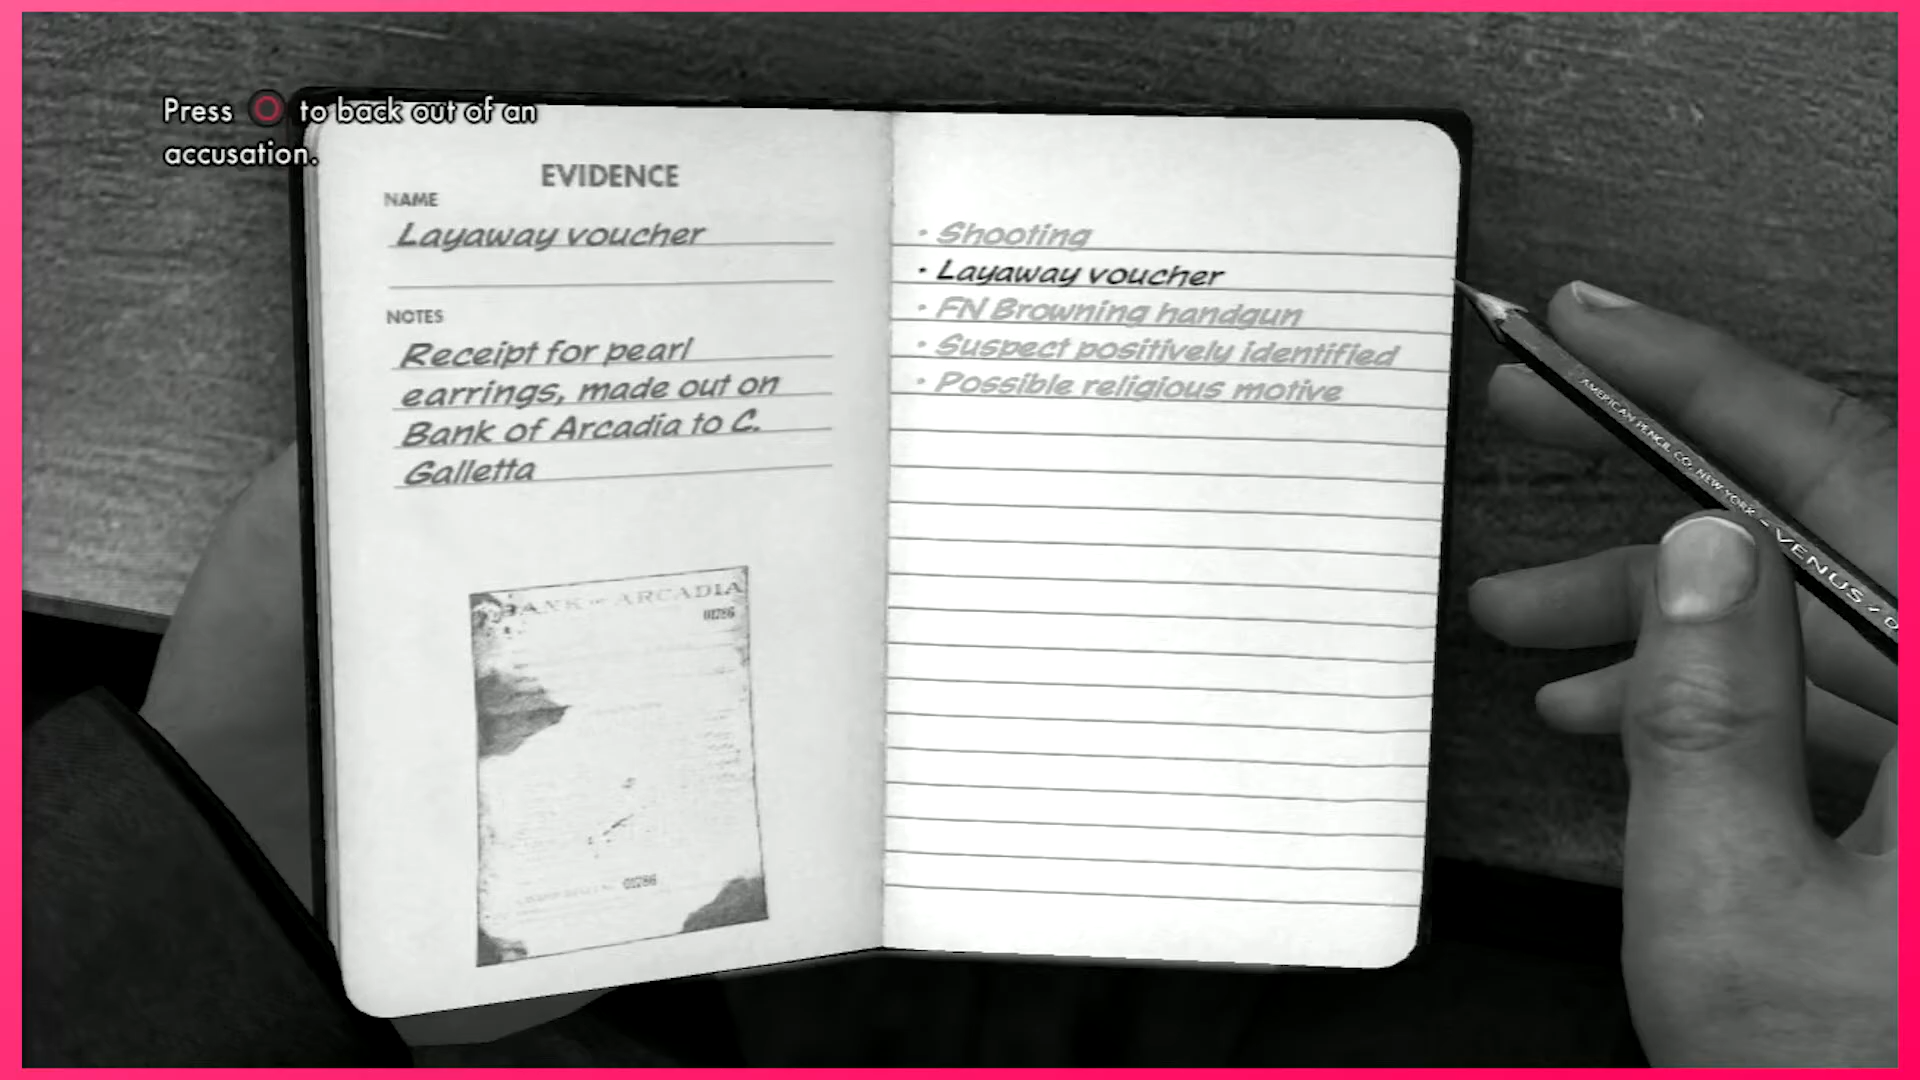 Press to back out of an
accusation.
EVIDENCE
NAME
Layaway voucher
NOTES
Receipt for pearl
earrings, made out on
Bank of Arcadia to C.
Galletta
BANK OF ARCADIA
01786
01786
• Shooting
• Layaway voucher
• FN Browning handgun
• Suspect positively identified
• Possible religious motive
AMERICAN PENCIL CO. NEW YORK - VENUS